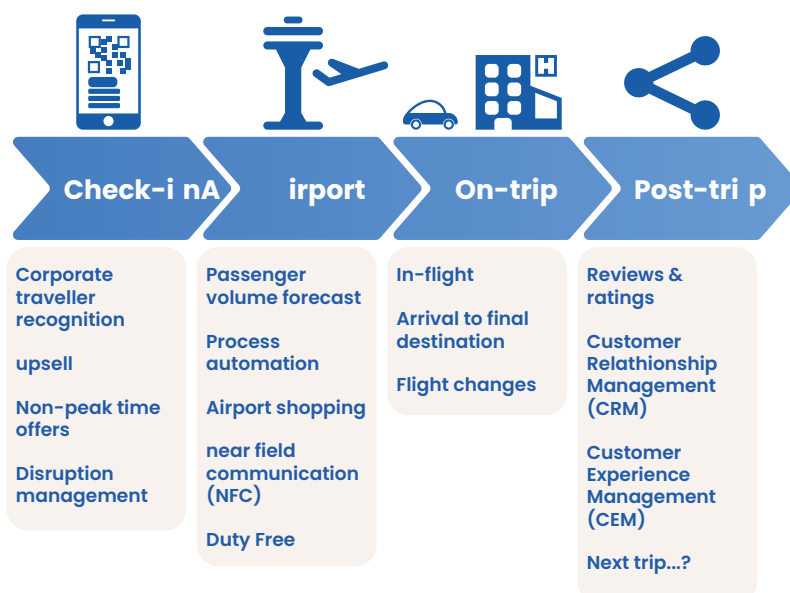 Check-i nA
irport
On-trip
Post-tri p
Corporate
traveller
recognition
upsell
Non-peak time
offers
Disruption
management
Passenger
volume forecast
Process
automation
Airport shopping
near field
communication
(NFC)
Duty Free
In-flight
Arrival to final
destination
Flight changes
Reviews &
ratings
Customer
Relathionship
Management
(CRM)
Customer
Experience
Management
(CEM)
Next trip...?